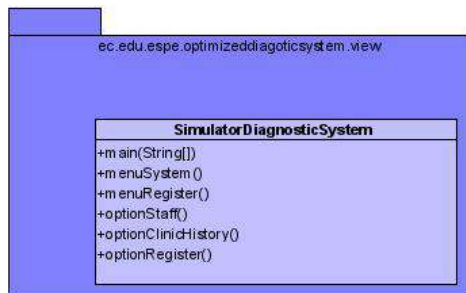 ec.edu.espe.optimizeddiagoticsystem.view
SimulatorDiagnosticSystem
+main(String[])
+menuSystem()
+menuRegister()
+optionStaff()
+optionClinicHistory()
+optionRegister()